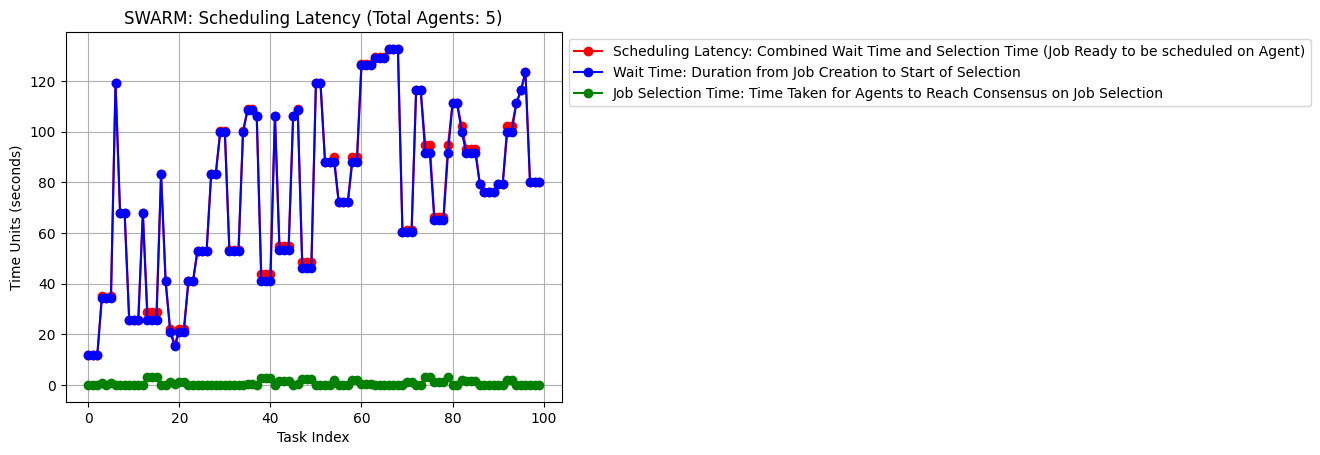 SWARM: Scheduling Latency (Total Agents: 5)
Scheduling Latency: Combined Wait Time and Selection Time (Job Ready to be scheduled on Agent)
Wait Time: Duration from Job Creation to Start of Selection
Job Selection Time: Time Taken for Agents to Reach Consensus on Job Selection
Time Units (seconds)
120
100
80
60
40
20
0
0 20 40 60 80 100
Task Index